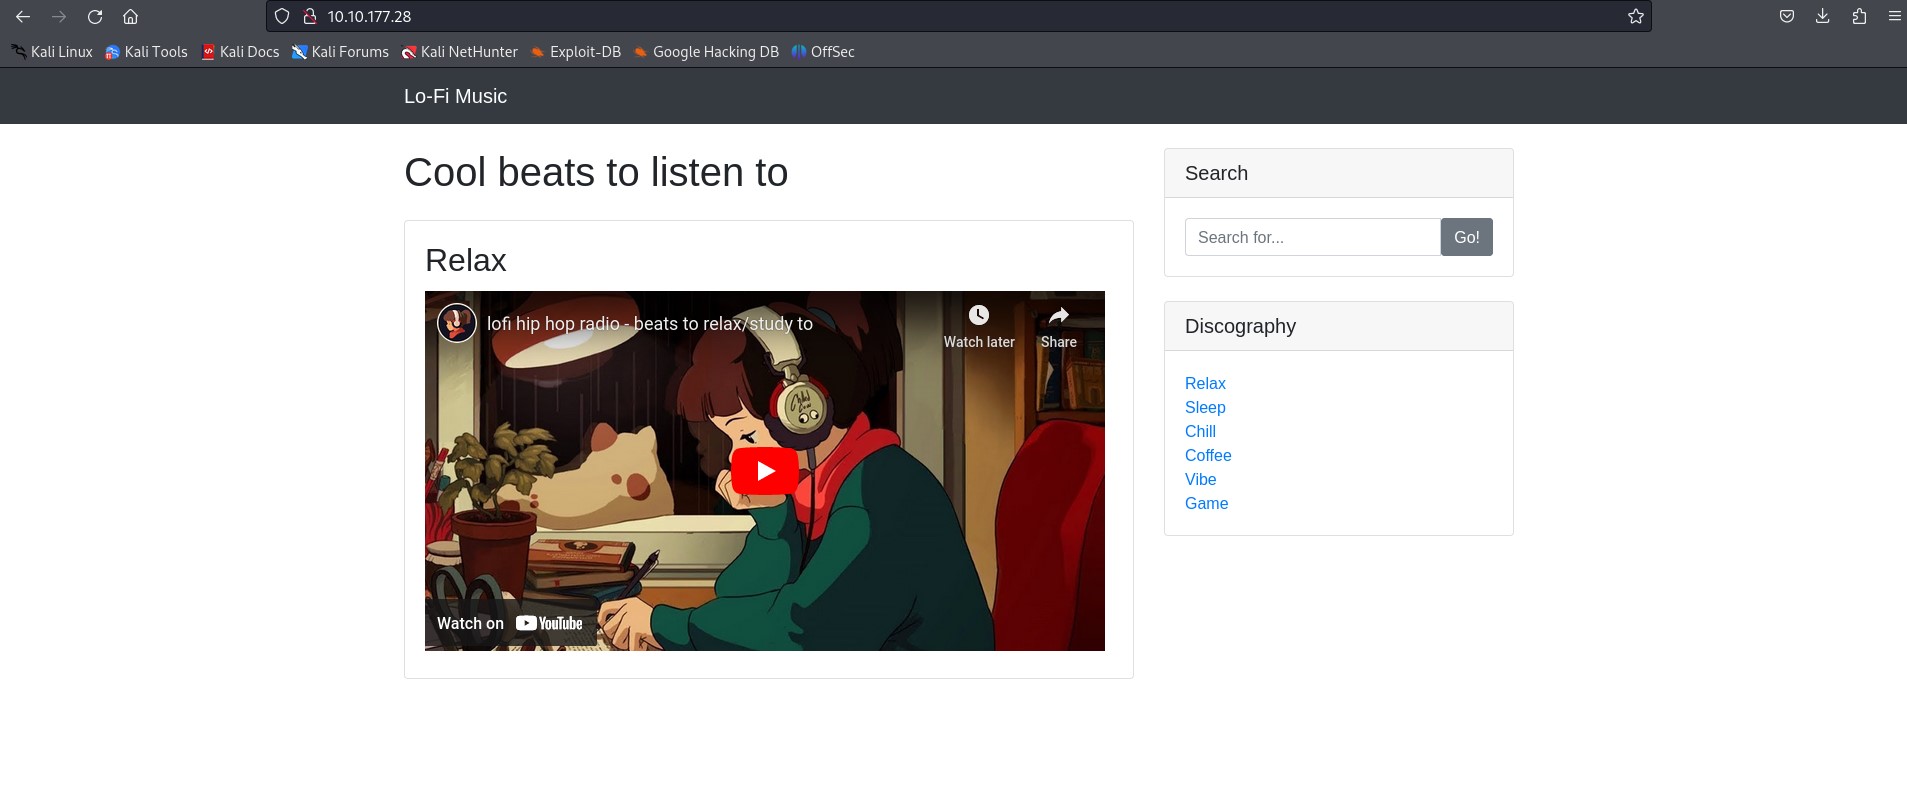 10.10.177.28
Kali Linux Kali Tools Kali Docs Kali Forums Kali NetHunter Exploit-DB Google Hacking DB OffSec
Lo-Fi Music
Cool beats to listen to
Relax
lofi hip hop radio - beats to relax/study to
Watch later
Share
Watch on YouTube
Search
Search for...
Go!
Discography
Relax
Sleep
Chill
Coffee
Vibe
Game